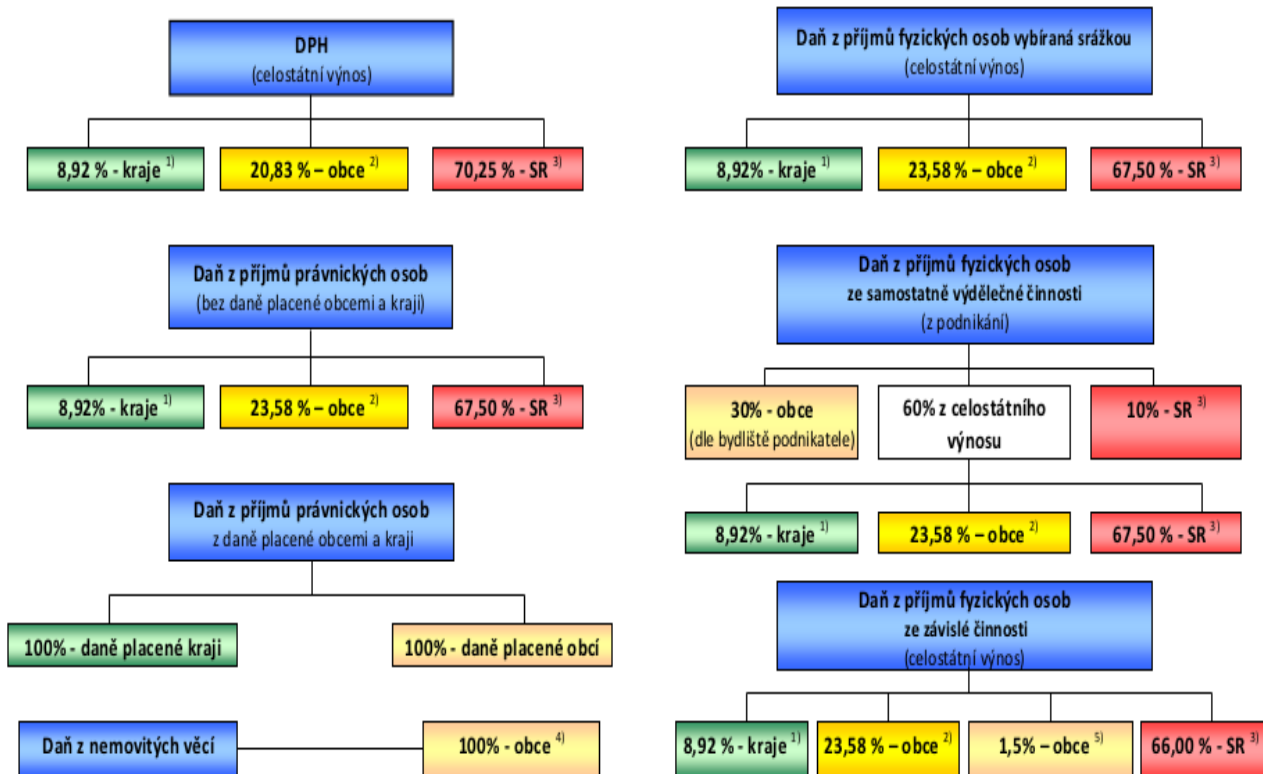 DPH
(celostátní výnos)
8,92 % - kraje 1)
20,83 % – obce 2)
70,25 % - SR 3)
Daň z příjmů právnických osob
(bez daně placené obcemi a kraji)
8,92% - kraje 1)
23,58 % – obce 2)
67,50 % - SR 3)
Daň z příjmů právnických osob
z daně placené obcemi a kraji
100% - daně placené kraji
100% - daně placené obcí
Daň z nemovitých věcí
100% - obce 4)
Daň z příjmů fyzických osob vybíraná srážkou
(celostátní výnos)
8,92% - kraje 1)
23,58 % – obce 2)
67,50 % - SR 3)
Daň z příjmů fyzických osob
ze samostatně výdělečné činnosti
(z podnikání)
30% - obce
(dle bydliště podnikatele)
60% z celostátního
výnosu
10% - SR 3)
8,92% - kraje 1)
23,58 % – obce 2)
67,50 % - SR 3)
Daň z příjmů fyzických osob
ze závislé činnosti
(celostátní výnos)
8,92 % - kraje 1)
23,58 % – obce 2)
1,5% – obce 5)
66,00 % - SR 3)